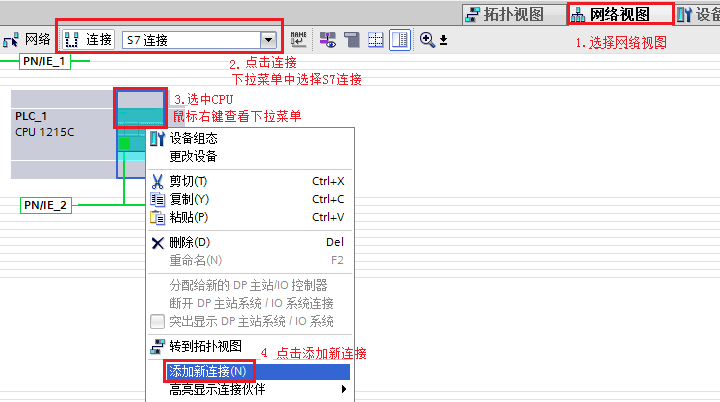 拓扑视图 网络视图 设备
网络 连接 S7 连接
1.选择网络视图
PN/IE_1
2. 点击连接
下拉菜单中选择S7连接
3.选中CPU
鼠标右键查看下拉菜单
PLC_1
CPU 1215C
PN/IE_2
设备组态
更改设备
剪切(T) Ctrl+X
复制(Y) Ctrl+C
粘贴(P) Ctrl+V
删除(D) Del
重命名(N) F2
分配给新的 DP 主站/IO 控制器
断开 DP 主站系统 / IO 系统连接
突出显示 DP 主站系统 / IO 系统
转到拓扑视图
4 点击添加新连接
添加新连接(N)
高亮显示连接伙伴